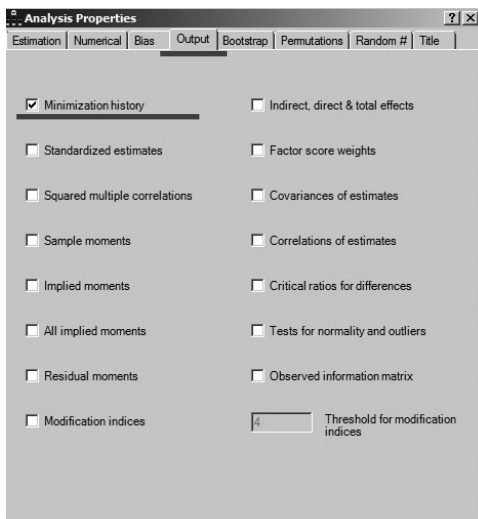 Analysis Properties
Estimation Numerical Bias Output Bootstrap Permutations Random # Title
Minimization history
Indirect, direct & total effects
Standardized estimates
Factor score weights
Squared multiple correlations
Covariances of estimates
Sample moments
Correlations of estimates
Implied moments
Critical ratios for differences
All implied moments
Tests for normality and outliers
Residual moments
Observed information matrix
Modification indices
4
Threshold for modification
indices